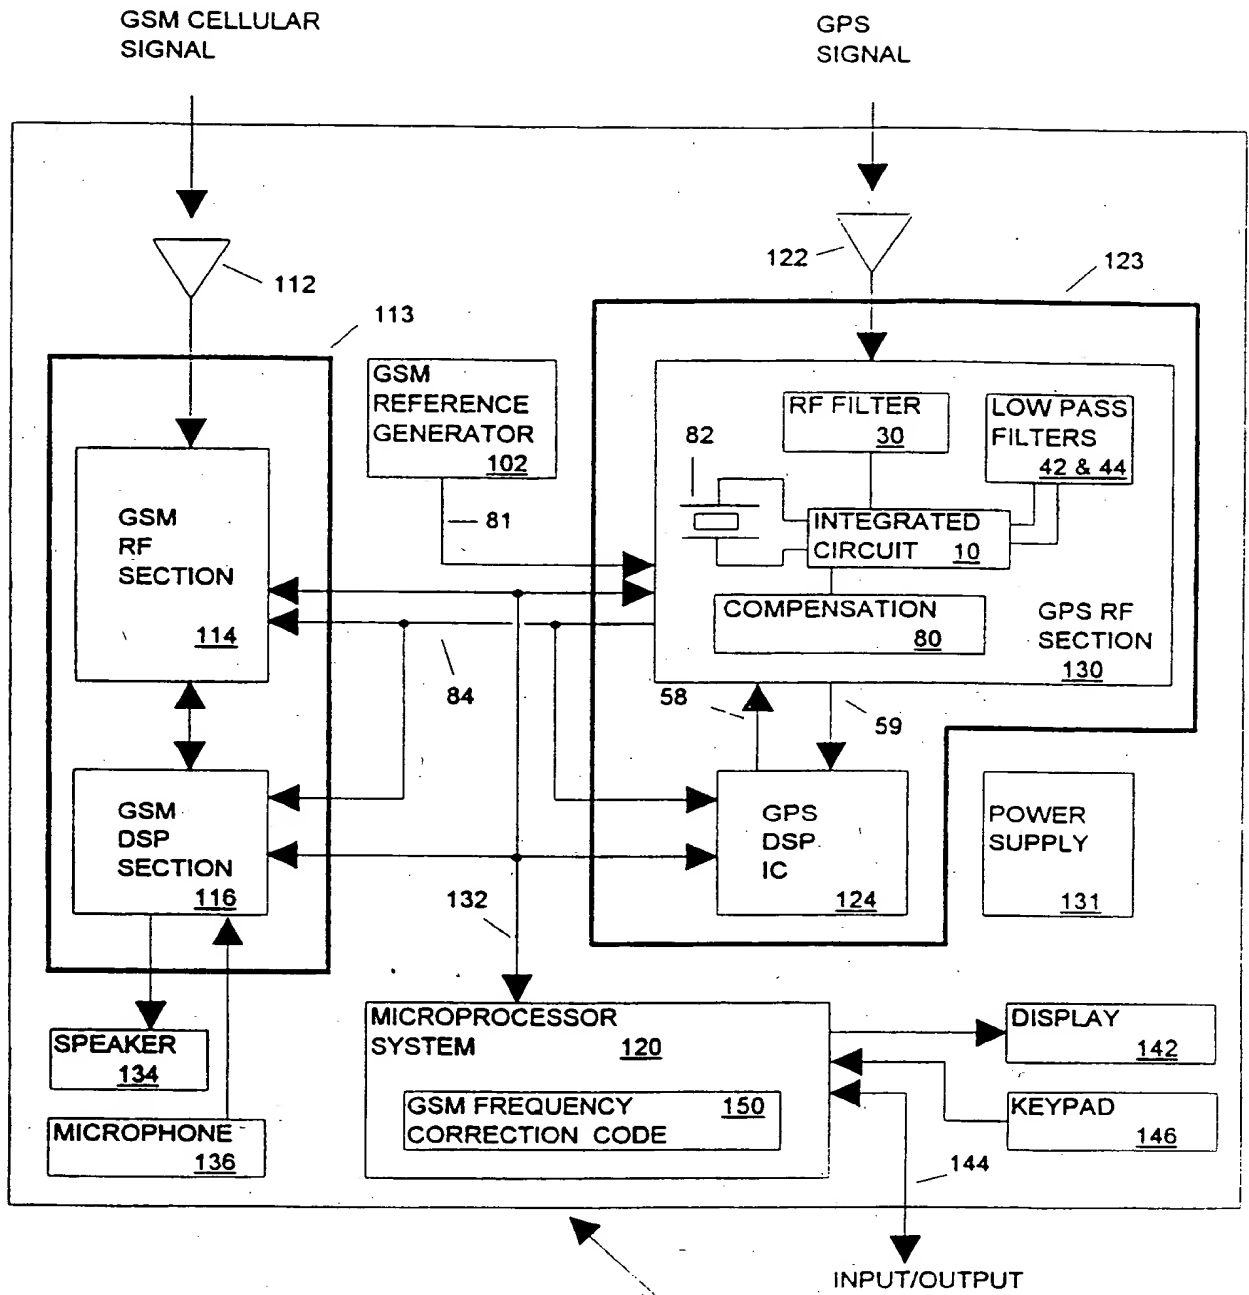 GSM CELLULAR
SIGNAL
GPS
SIGNAL
112
122
123
113
GSM
REFERENCE
GENERATOR
102
RF FILTER
30
LOW PASS
FILTERS
42 & 44
82
81
INTEGRATED
CIRCUIT 10
GSM
RF
SECTION
114
COMPENSATION
80
GPS RF
SECTION
130
84
58
59
GSM
DSP
SECTION
116
GPS
DSP
IC
124
POWER
SUPPLY
131
132
SPEAKER
134
MICROPHONE
136
MICROPROCESSOR
SYSTEM 120
GSM FREQUENCY 150
CORRECTION CODE
DISPLAY
142
KEYPAD
146
144
INPUT/OUTPUT